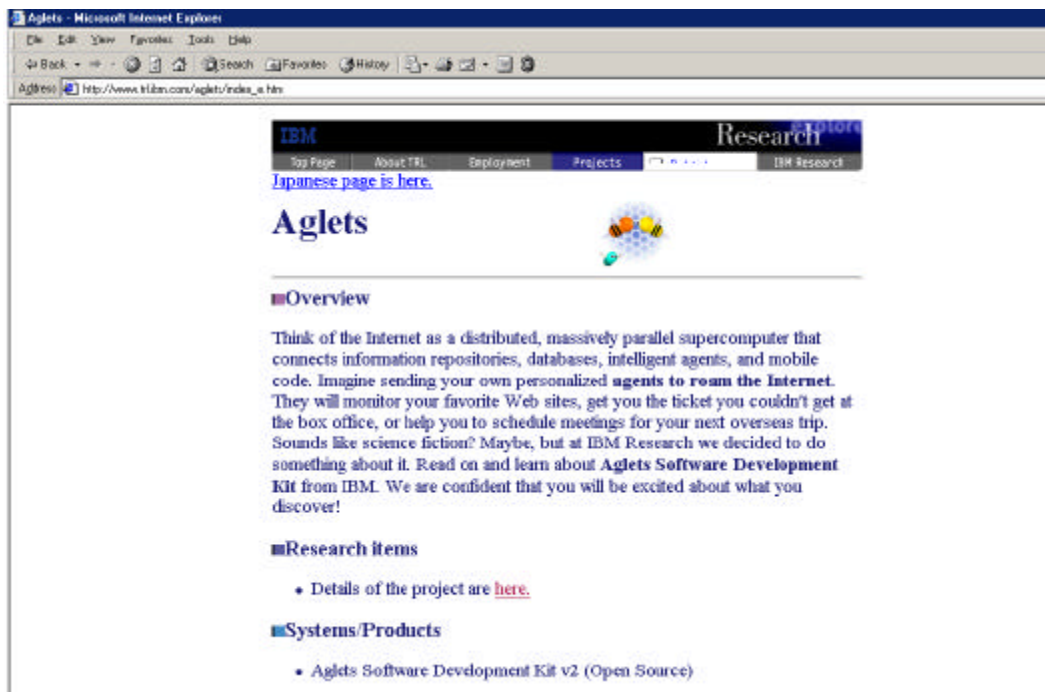 Aglets - Microsoft Internet Explorer
File Edit View Favorites Tools Help
Back Search Favorites History
Address http://www.trl.ibm.com/aglets/index_e.htm
IBM Research
Top Page About TRL Employment Projects IBM Research
Japanese page is here.
Aglets
Overview
Think of the Internet as a distributed, massively parallel supercomputer that
connects information repositories, databases, intelligent agents, and mobile
code. Imagine sending your own personalized agents to roam the Internet.
They will monitor your favorite Web sites, get you the ticket you couldn't get at
the box office, or help you to schedule meetings for your next overseas trip.
Sounds like science fiction? Maybe, but at IBM Research we decided to do
something about it. Read on and learn about Aglets Software Development
Kit from IBM. We are confident that you will be excited about what you
discover!
Research items
• Details of the project are here.
Systems/Products
• Aglets Software Development Kit v2 (Open Source)